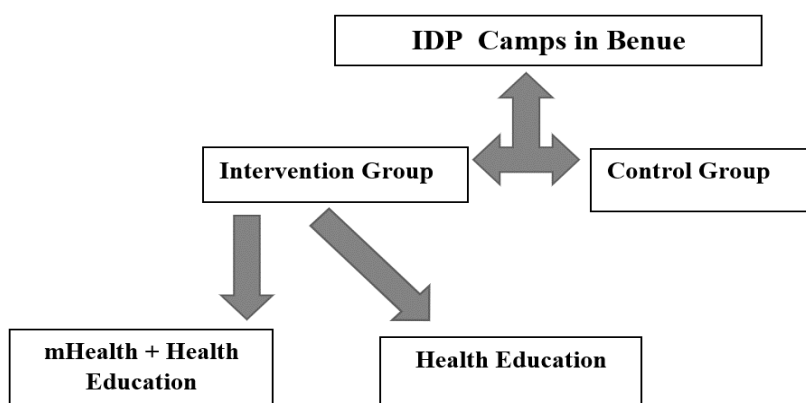 IDP Camps in Benue
Intervention Group
Control Group
mHealth + Health
Education
Health Education